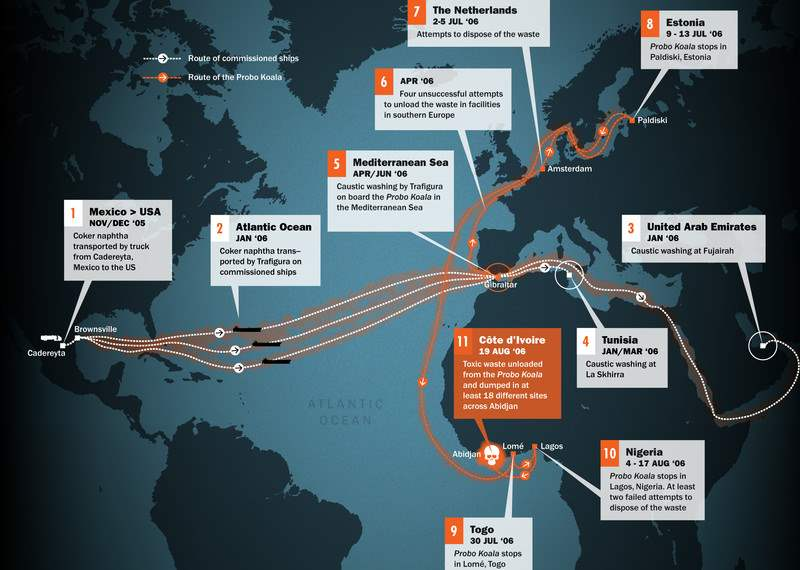 7 The Netherlands
2-5 JUL ‘06
Attempts to dispose of the waste
8 Estonia
9 - 13 JUL ‘06
Probo Koala stops in
Paldiski, Estonia
Route of commissioned ships
Route of the Probo Koala
6 APR ‘06
Four unsuccessful attempts
to unload the waste in facilities
in southern Europe
Paldiski
Amsterdam
5 Mediterranean Sea
APR/JUN ‘06
Caustic washing by Trafigura
on board the Probo Koala in
the Mediterranean Sea
1 Mexico > USA
NOV/DEC ‘05
Coker naphtha
transported by truck
from Cadereyta,
Mexico to the US
2 Atlantic Ocean
JAN ‘06
Coker naphtha trans–
ported by Trafigura on
commissioned ships
3 United Arab Emirates
JAN ‘06
Caustic washing at Fujairah
Gibraltar
Brownsville
Cadereyta
11 Côte d’Ivoire
19 AUG ‘06
Toxic waste unloaded
from the Probo Koala
and dumped in at
least 18 different sites
across Abidjan
4 Tunisia
JAN/MAR ‘06
Caustic washing at
La Skhirra
ATLANTIC
OCEAN
Abidjan
Lomé
Lagos
10 Nigeria
4 - 17 AUG ‘06
Probo Koala stops in
Lagos, Nigeria. At least
two failed attempts to
dispose of the waste
9 Togo
30 JUL ‘06
Probo Koala stops
in Lomé, Togo